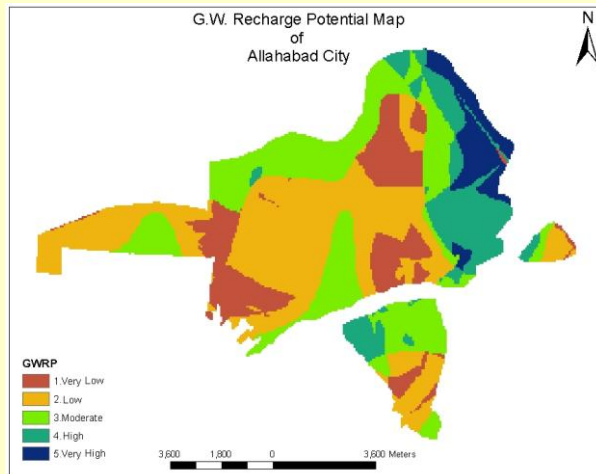 G.W. Recharge Potential Map
of
Allahabad City
N
GWRP
1.Very Low
2.Low
3.Moderate
4.High
5.Very High
3,600 1,800 0 3,600 Meters